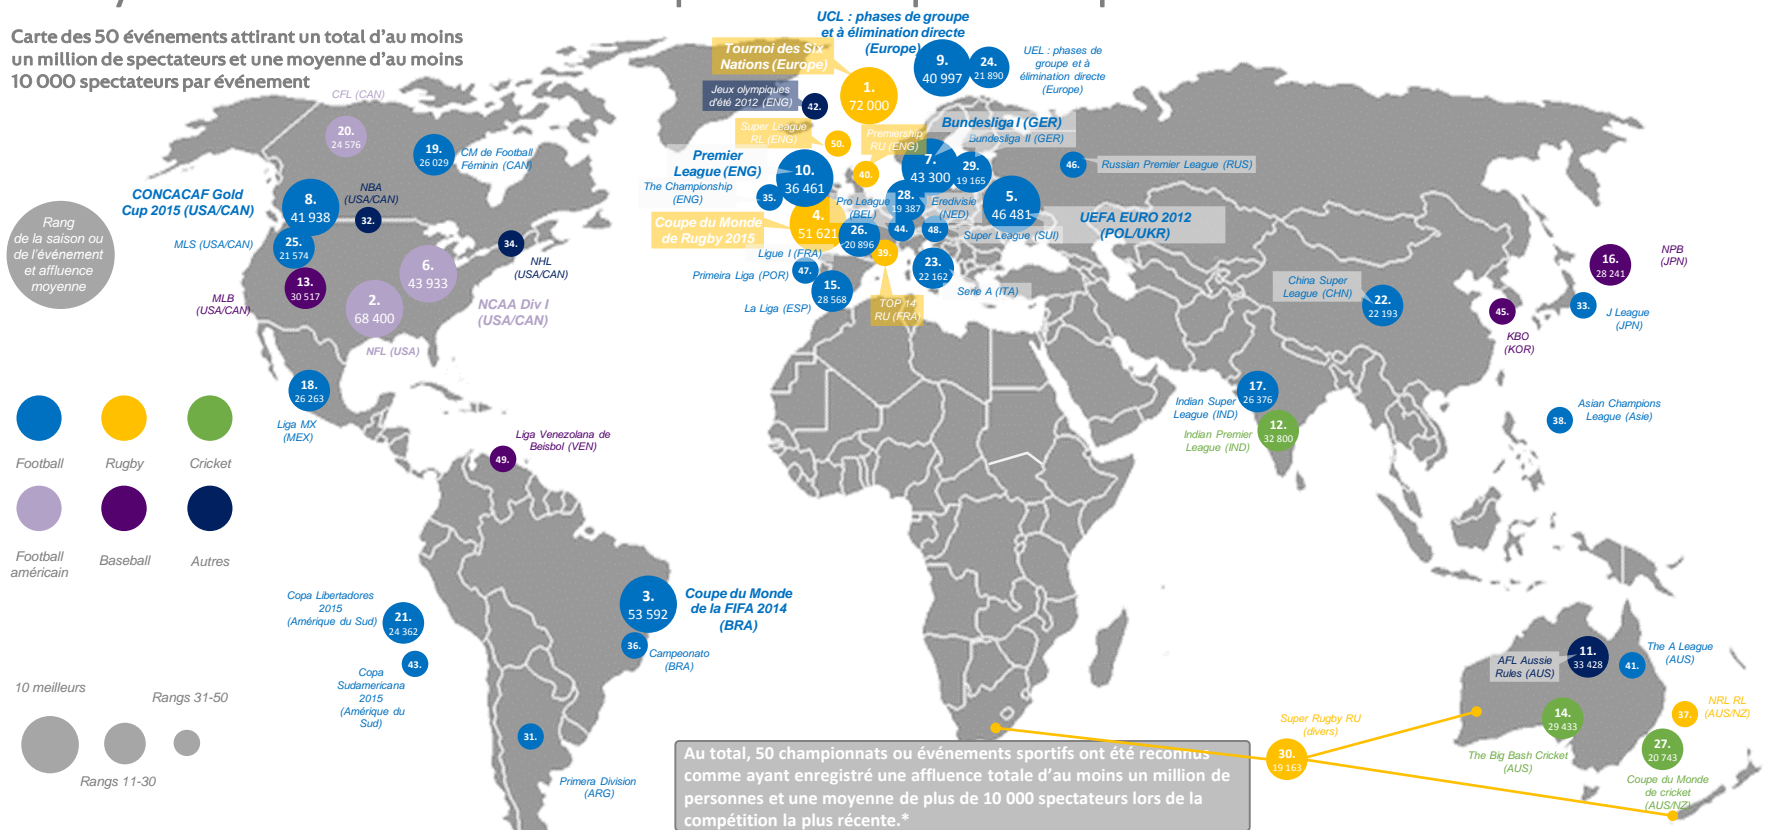 Carte des 50 événements attirant un total d'au moins
un million de spectateurs et une moyenne d'au moins
10 000 spectateurs par événement
UCL : phases de groupe
et à élimination directe
(Europe)
9.
40 997
24.
21 890
UEL : phases de
groupe et à
élimination directe
(Europe)
Tournoi des Six
Nations (Europe)
1.
72 000
Jeux olympiques
d'été 2012 (ENG)
42.
Super League
RL (ENG)
50.
Premiership
RU (ENG)
40.
Bundesliga I (GER)
7.
43 300
Bundesliga II (GER)
29.
19 165
46.
Russian Premier League (RUS)
Premier
League (ENG)
10.
36 461
The Championship
(ENG)
35.
Coupe du Monde
de Rugby 2015
4.
51 621
Pro League
(BEL)
28.
19 387
Eredivisie
(NED)
5.
46 481
UEFA EURO 2012
(POL/UKR)
Ligue I (FRA)
26.
20 896
44.
48.
Super League (SUI)
39.
TOP 14
RU (FRA)
Primeira Liga (POR)
47.
La Liga (ESP)
15.
28 568
23.
22 162
Serie A (ITA)
CFL (CAN)
20.
24 576
19.
26 029
CM de Football
Féminin (CAN)
CONCACAF Gold
Cup 2015 (USA/CAN)
8.
41 938
NBA
(USA/CAN)
32.
MLS (USA/CAN)
25.
21 574
34.
NHL
(USA/CAN)
MLB
(USA/CAN)
13.
30 517
6.
43 933
NCAA Div I
(USA/CAN)
2.
68 400
NFL (USA)
18.
26 263
Liga MX
(MEX)
Liga Venezolana de
Beisbol (VEN)
49.
China Super
League (CHN)
22.
22 193
16.
28 241
NPB
(JPN)
45.
KBO
(KOR)
33.
J League
(JPN)
Indian Super
League (IND)
17.
26 376
Indian Premier
League (IND)
12.
32 800
38.
Asian Champions
League (Asie)
Rang
de la saison ou
de l'événement
et affluence
moyenne
Football
Rugby
Cricket
Football
américain
Baseball
Autres
10 meilleurs
Rangs 31-50
Rangs 11-30
Copa Libertadores
2015
(Amérique du Sud)
21.
24 362
43.
Copa
Sudamericana
2015
(Amérique du
Sud)
3.
53 592
Coupe du Monde
de la FIFA 2014
(BRA)
36.
Campeonato
(BRA)
31.
Primera Division
(ARG)
Super Rugby RU
(divers)
30.
19 163
AFL Aussie
Rules (AUS)
11.
33 428
The A League
(AUS)
41.
NRL RL
(AUS/NZ)
37.
14.
29 433
The Big Bash Cricket
(AUS)
27.
20 743
Coupe du Monde
de cricket
(AUS/NZ)
Au total, 50 championnats ou événements sportifs ont été reconnus
comme ayant enregistré une affluence totale d'au moins un million de
personnes et une moyenne de plus de 10 000 spectateurs lors de la
compétition la plus récente.*